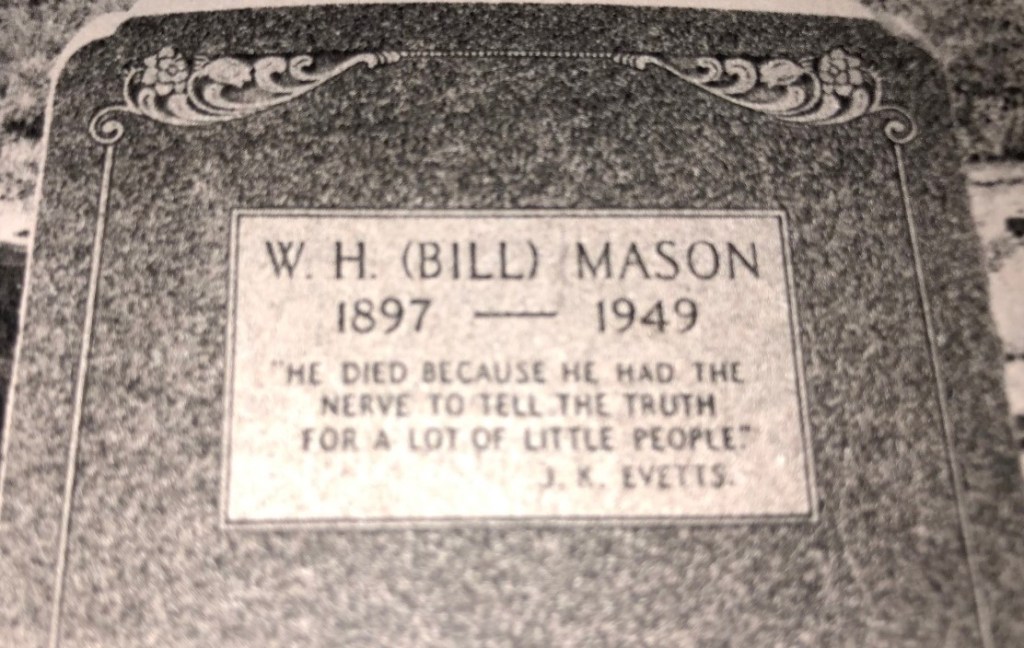 W. H. (BILL) MASON
1897 — 1949
"HE DIED BECAUSE HE HAD THE
NERVE TO TELL THE TRUTH
FOR A LOT OF LITTLE PEOPLE."
J. K. EVETTS.